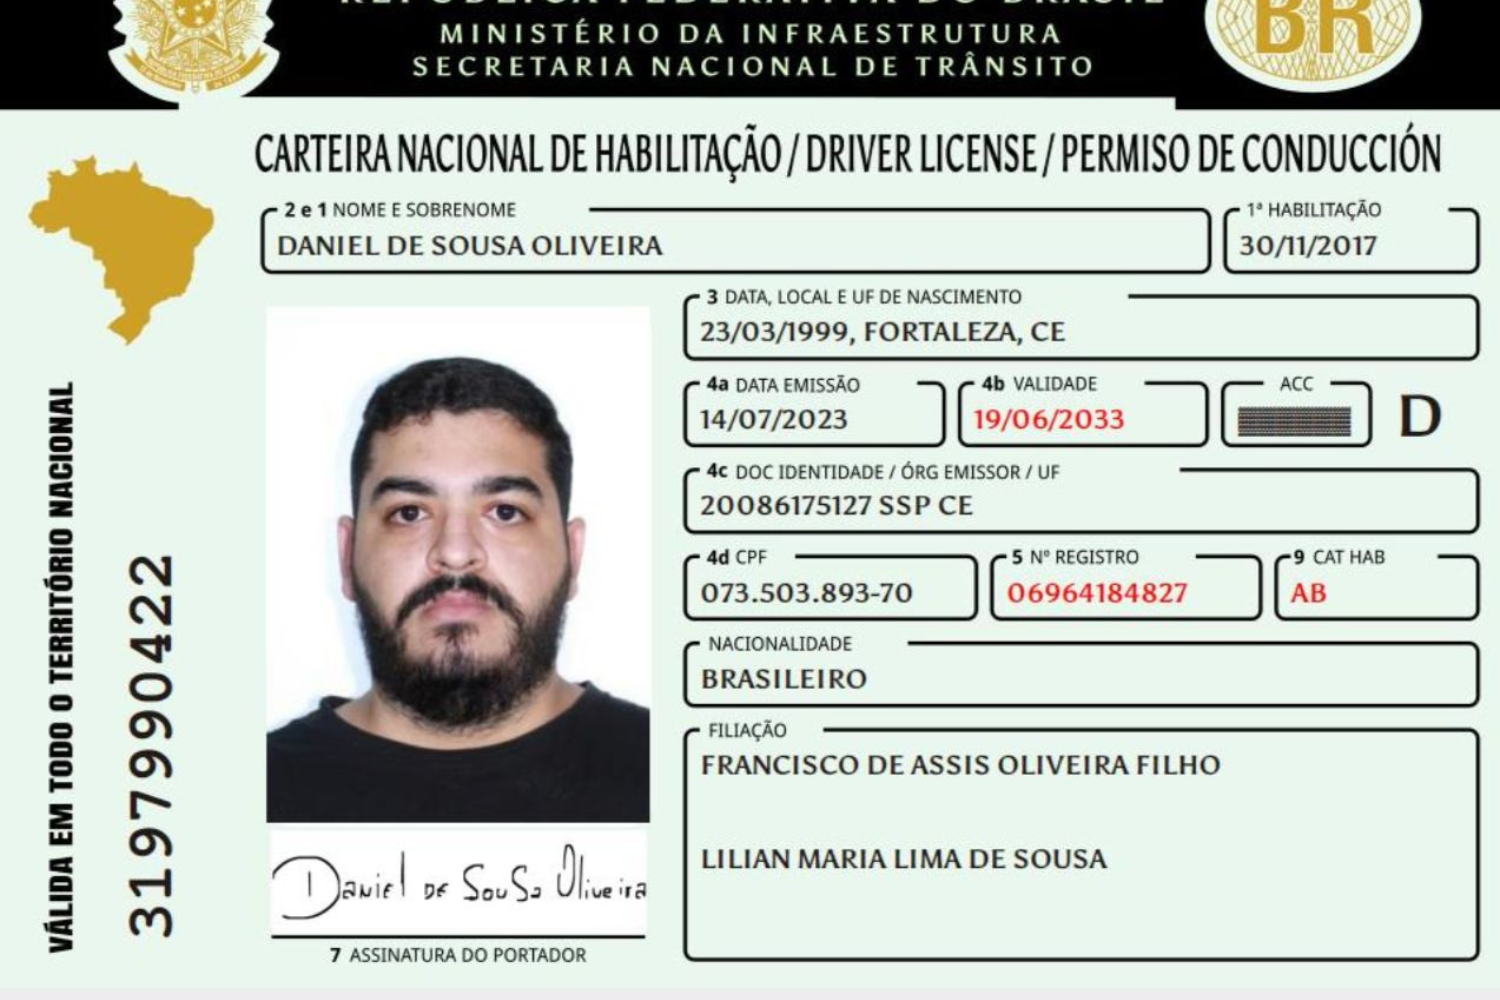 REPÚBLICA FEDERATIVA DO BRASIL
MINISTÉRIO DA INFRAESTRUTURA
SECRETARIA NACIONAL DE TRÂNSITO
BR
CARTEIRA NACIONAL DE HABILITAÇÃO / DRIVER LICENSE / PERMISO DE CONDUCCIÓN
2 e 1 NOME E SOBRENOME
DANIEL DE SOUSA OLIVEIRA
1ª HABILITAÇÃO
30/11/2017
3 DATA, LOCAL E UF DE NASCIMENTO
23/03/1999, FORTALEZA, CE
4a DATA EMISSÃO
14/07/2023
4b VALIDADE
19/06/2033
ACC
D
4c DOC IDENTIDADE / ÓRG EMISSOR / UF
20086175127 SSP CE
4d CPF
073.503.893-70
5 Nº REGISTRO
06964184827
9 CAT HAB
AB
NACIONALIDADE
BRASILEIRO
FILIAÇÃO
FRANCISCO DE ASSIS OLIVEIRA FILHO
LILIAN MARIA LIMA DE SOUSA
Daniel de Sousa Oliveira
7 ASSINATURA DO PORTADOR
VÁLIDA EM TODO O TERRITÓRIO NACIONAL
3197990422